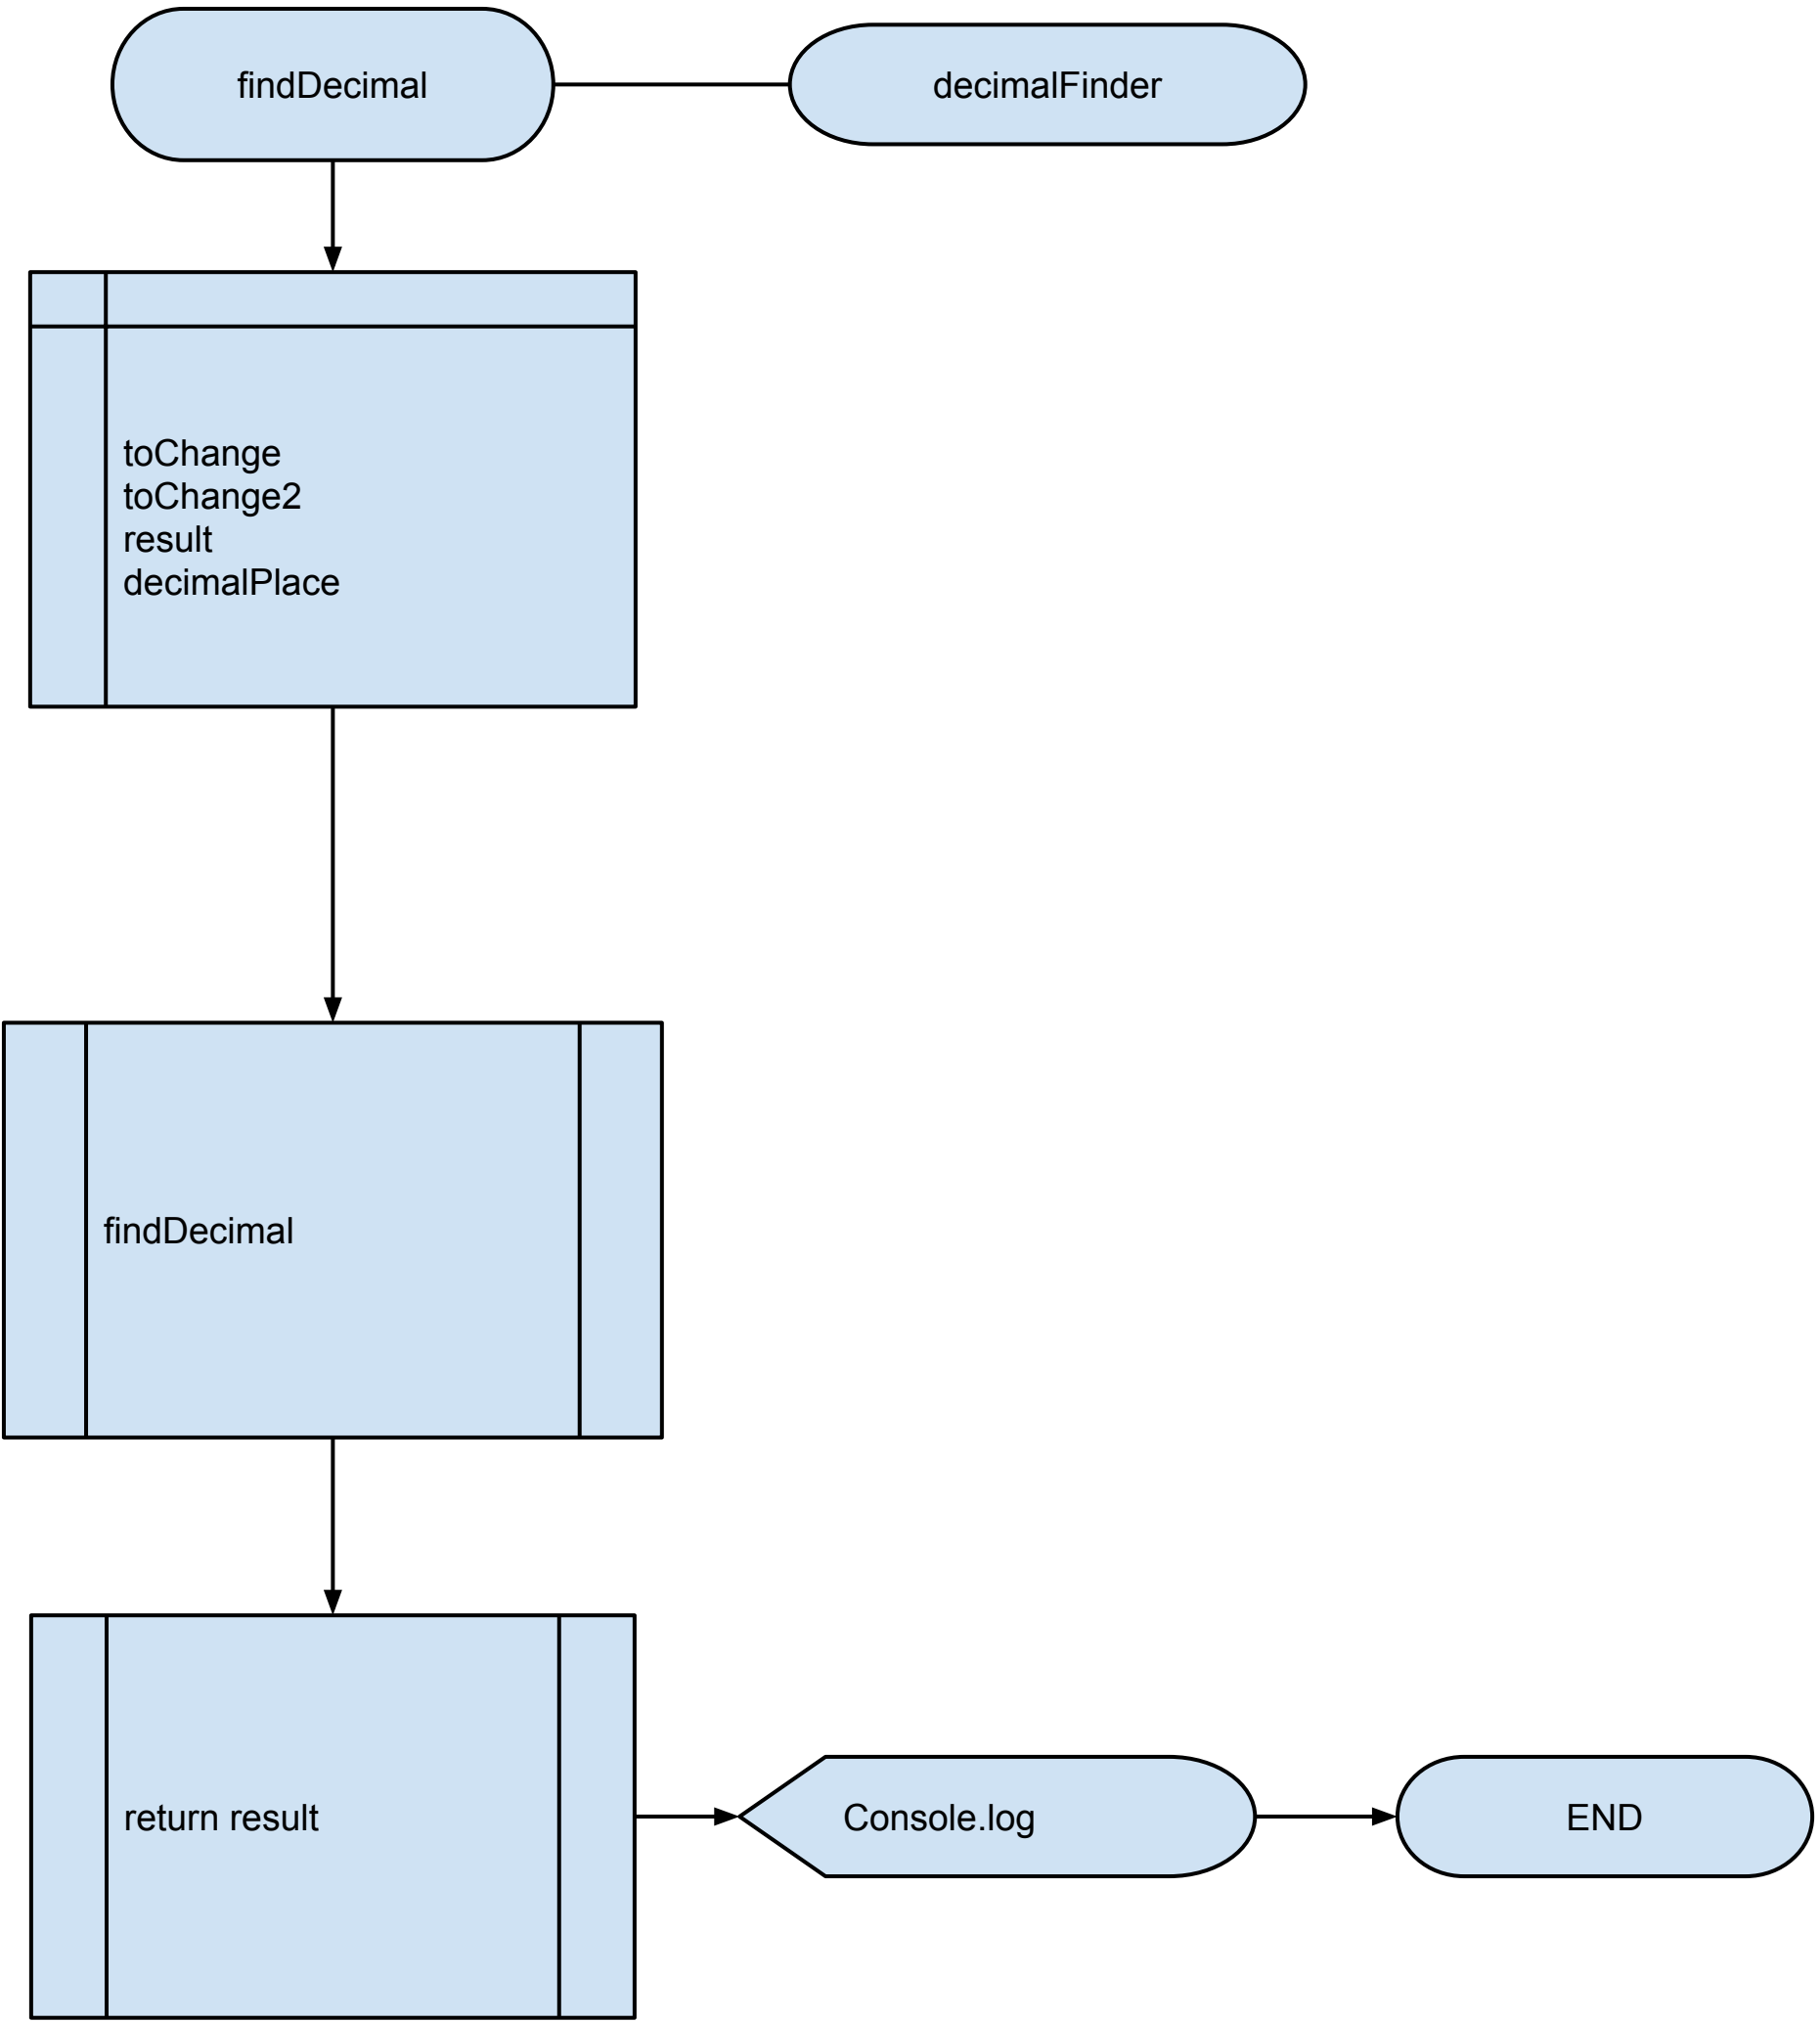 findDecimal
decimalFinder
toChange
toChange2
result
decimalPlace
findDecimal
return result
Console.log
END